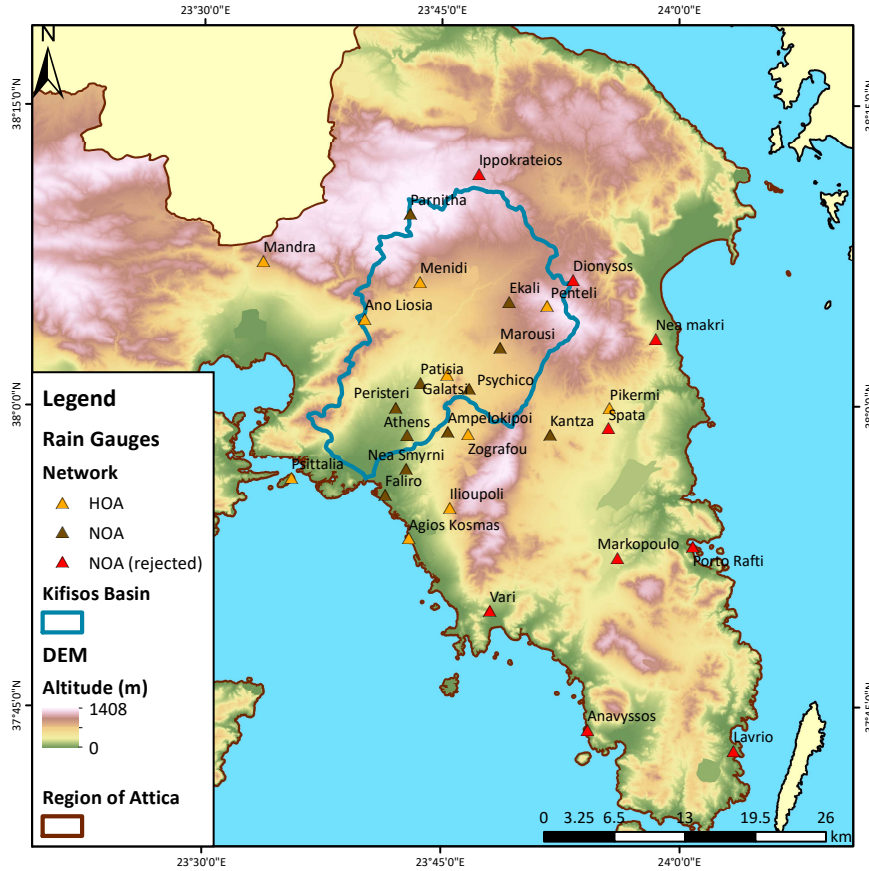 23°30'0"E
23°45'0"E
24°0'0"E
N
38°15'0"N
38°15'0"N
Ippokrateios
Parnitha
Mandra
Menidi
Dionysos
Ekali
Penteli
Ano Liosia
Marousi
Nea makri
Patisia
Psychico
Galatsi
Peristeri
Pikermi
38°0'0"N
Spata
Ampelokipoi
Kantza
Athens
Zografou
Nea Smyrni
Psittalia
Faliro
Ilioupoli
Agios Kosmas
Markopoulo
Porto Rafti
Vari
37°45'0"N
Anavyssos
Lavrio
Legend
Rain Gauges
Network
HOA
NOA
NOA (rejected)
Kifisos Basin
DEM
Altitude (m)
1408
0
Region of Attica
0
3.25
6.5
13
19.5
26
km
23°30'0"E
23°45'0"E
24°0'0"E